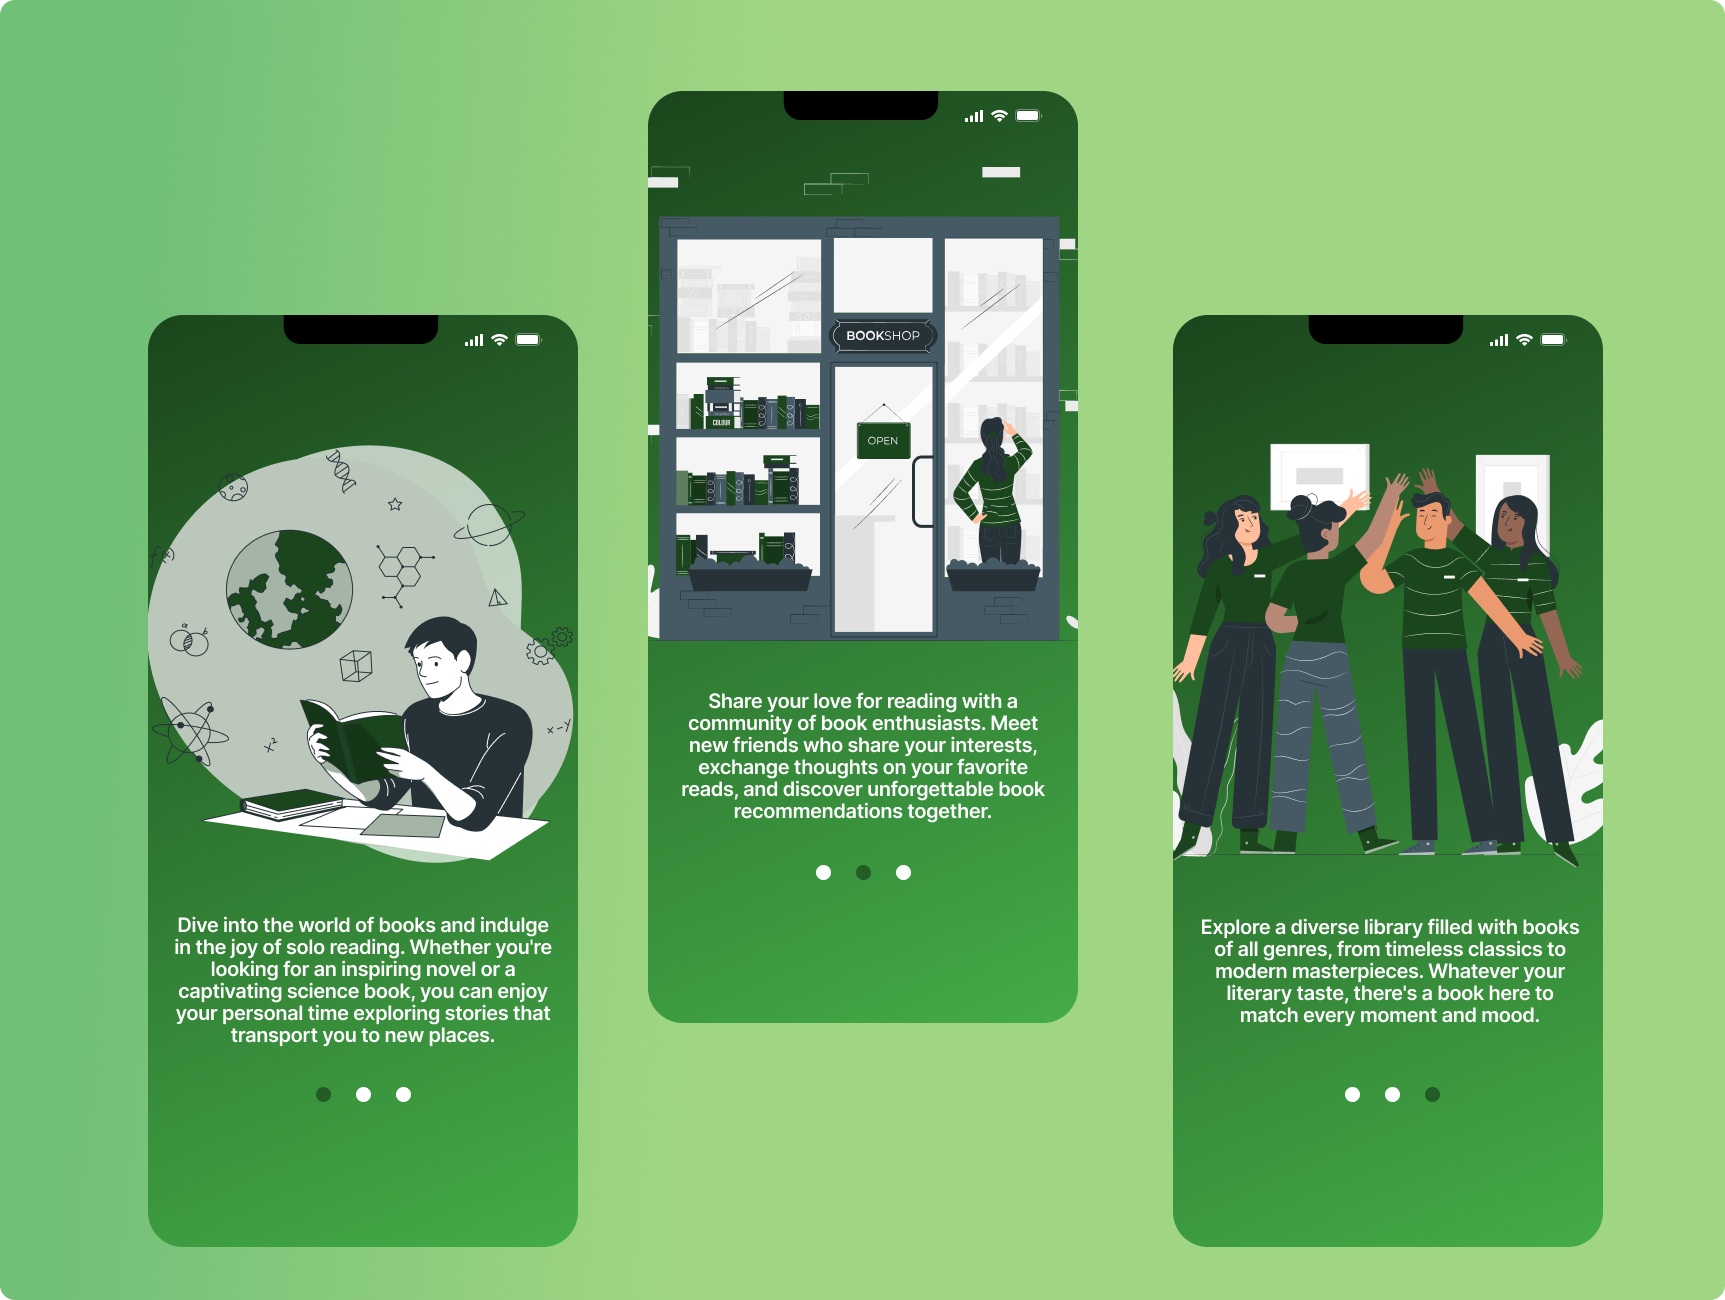 Dive into the world of books and indulge
in the joy of solo reading. Whether you're
looking for an inspiring novel or a
captivating science book, you can enjoy
your personal time exploring stories that
transport you to new places.
a
b
x²
x-y
f(x)
BOOKSHOP
COLOUR
OPEN
Share your love for reading with a
community of book enthusiasts. Meet
new friends who share your interests,
exchange thoughts on your favorite
reads, and discover unforgettable book
recommendations together.
Explore a diverse library filled with books
of all genres, from timeless classics to
modern masterpieces. Whatever your
literary taste, there's a book here to
match every moment and mood.